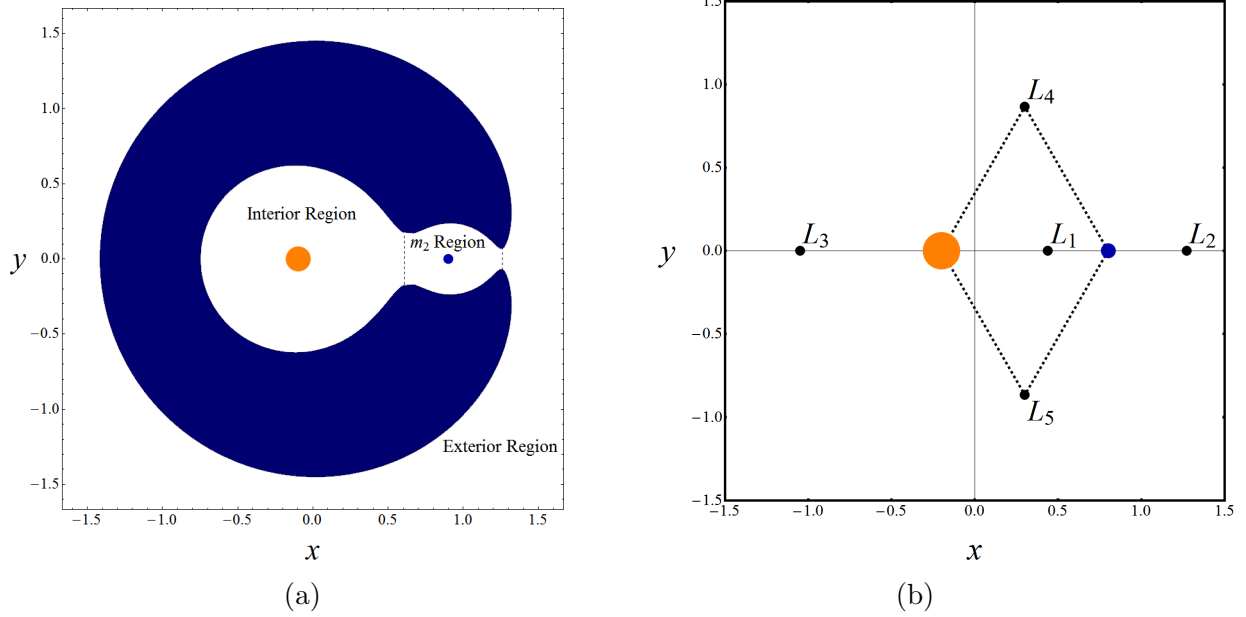 1.5
1.0
0.5
0.0
−0.5
−1.0
−1.5
y
Interior Region
m₂ Region
Exterior Region
−1.5 −1.0 −0.5 0.0 0.5 1.0 1.5
x
(a)
1.5
1.0
0.5
0.0
−0.5
−1.0
−1.5
y
L₄
L₃
L₁
L₂
L₅
−1.5 −1.0 −0.5 0.0 0.5 1.0 1.5
x
(b)